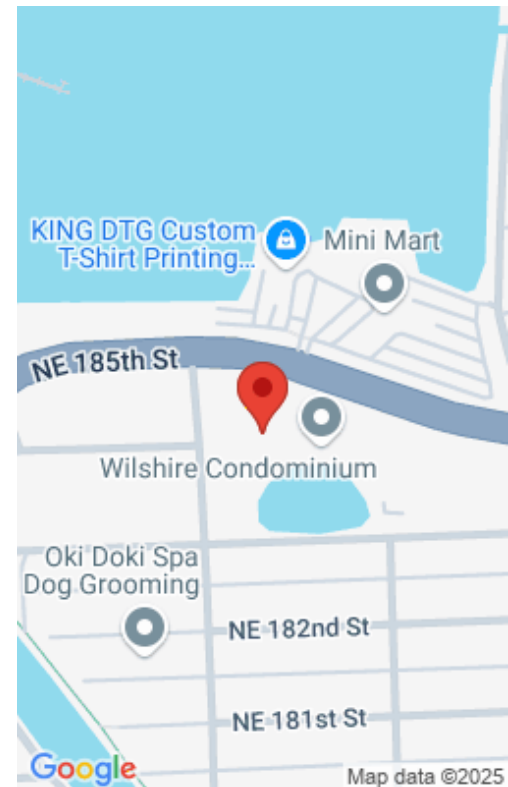 KING DTG Custom
T-Shirt Printing...
Mini Mart
NE 185th St
Wilshire Condominium
Oki Doki Spa
Dog Grooming
NE 182nd St
NE 181st St
Google
Map data ©2025